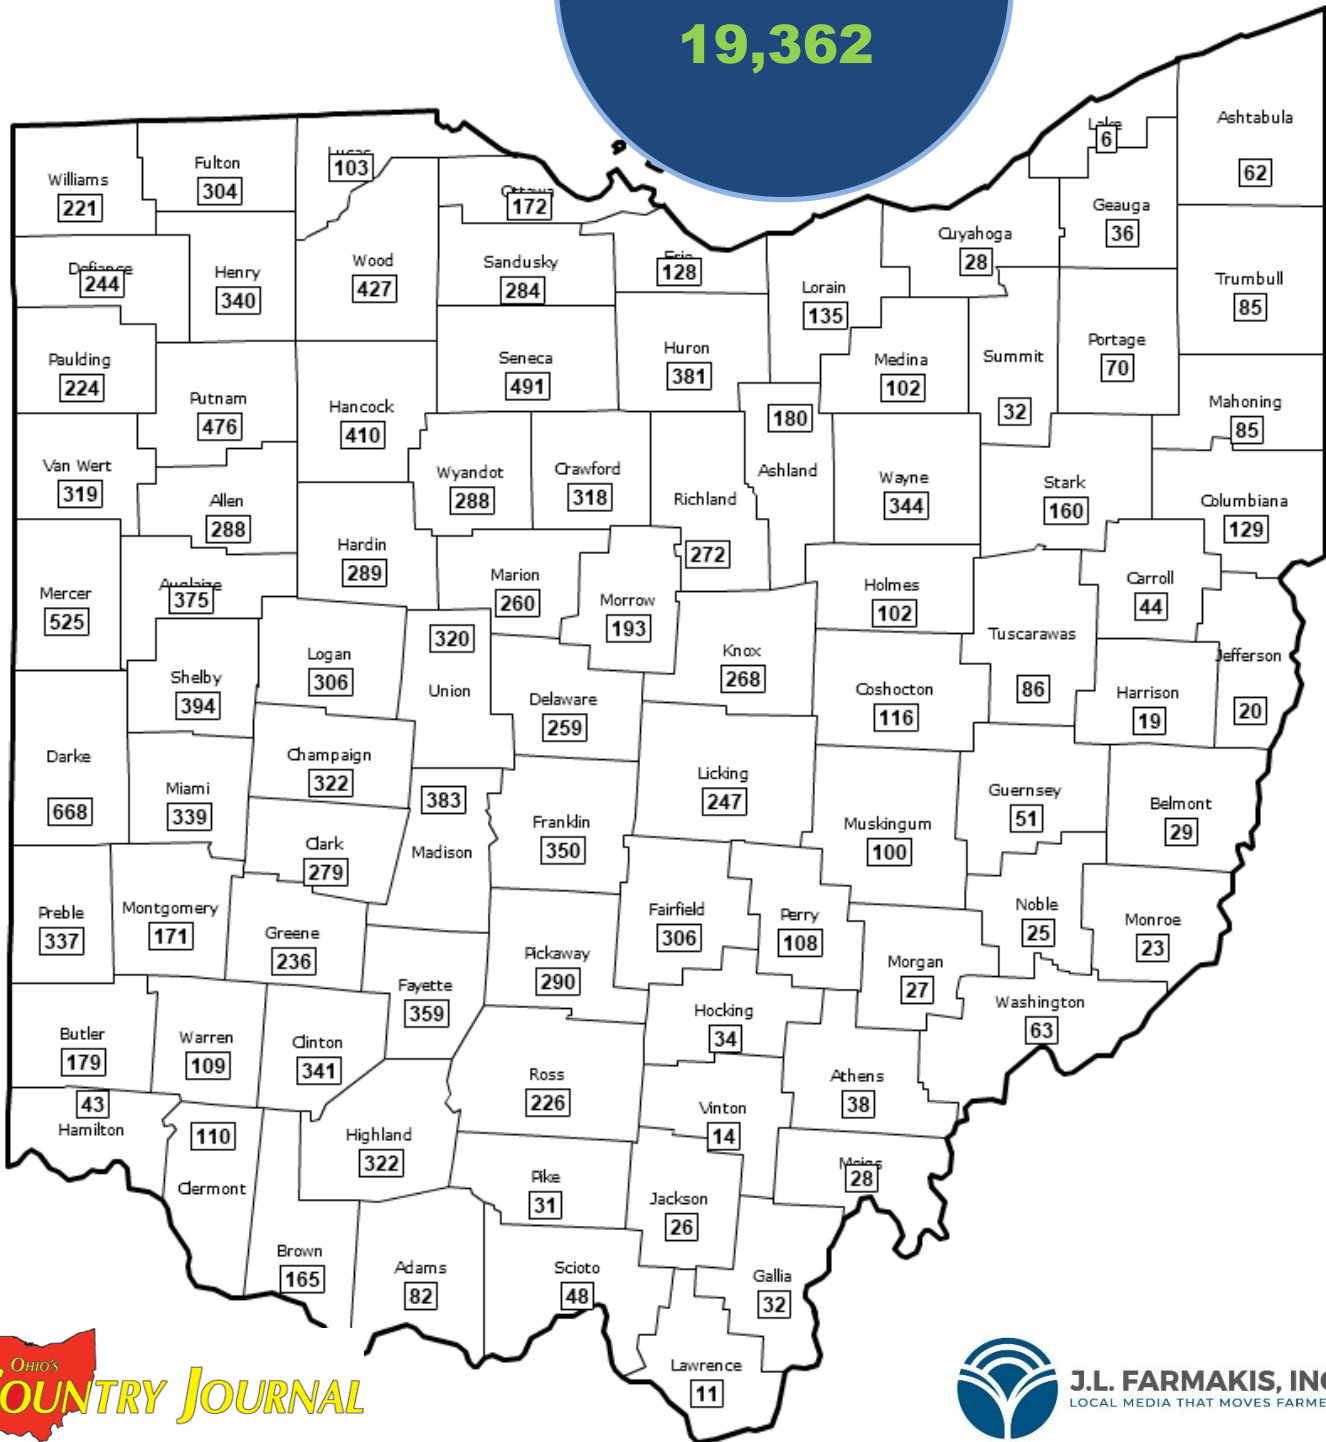 19,362
Lake
6
Ashtabula
62
Lucas
103
Fulton
304
Williams
221
Ottawa
172
Geauga
36
Cuyahoga
28
Erie
128
Sandusky
284
Wood
427
Henry
340
Defiance
244
Lorain
135
Trumbull
85
Portage
70
Summit
32
Medina
102
Huron
381
Seneca
491
Paulding
224
Putnam
476
Hancock
410
180
Ashland
Mahoning
85
Van Wert
319
Allen
288
Wyandot
288
Crawford
318
Richland
272
Wayne
344
Stark
160
Columbiana
129
Hardin
289
Marion
260
Morrow
193
Holmes
102
Carroll
44
Mercer
525
Auglaize
375
Tuscarawas
86
Jefferson
20
Harrison
19
Coshocton
116
Knox
268
320
Union
Logan
306
Shelby
394
Delaware
259
Darke
668
Miami
339
Champaign
322
383
Madison
Licking
247
Guernsey
51
Belmont
29
Franklin
350
Muskingum
100
Clark
279
Preble
337
Montgomery
171
Greene
236
Fairfield
306
Perry
108
Noble
25
Monroe
23
Pickaway
290
Morgan
27
Fayette
359
Washington
63
Hocking
34
Butler
179
Warren
109
Clinton
341
Ross
226
Athens
38
Vinton
14
43
Hamilton
110
Clermont
Highland
322
Meigs
28
Pike
31
Jackson
26
Brown
165
Adams
82
Scioto
48
Gallia
32
Lawrence
11
OHIO'S
COUNTRY JOURNAL
J.L. FARMAKIS, INC
LOCAL MEDIA THAT MOVES FARME